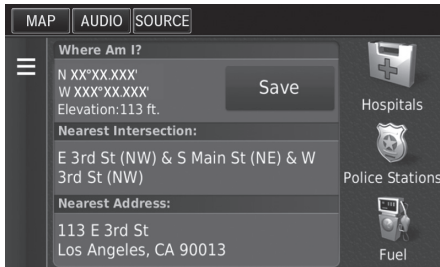 MAP AUDIO SOURCE
Where Am I?
N XX°XX.XXX'
W XXX°XX.XXX'
Elevation:113 ft.
Save
Nearest Intersection:
E 3rd St (NW) & S Main St (NE) & W
3rd St (NW)
Nearest Address:
113 E 3rd St
Los Angeles, CA 90013
Hospitals
Police Stations
Fuel